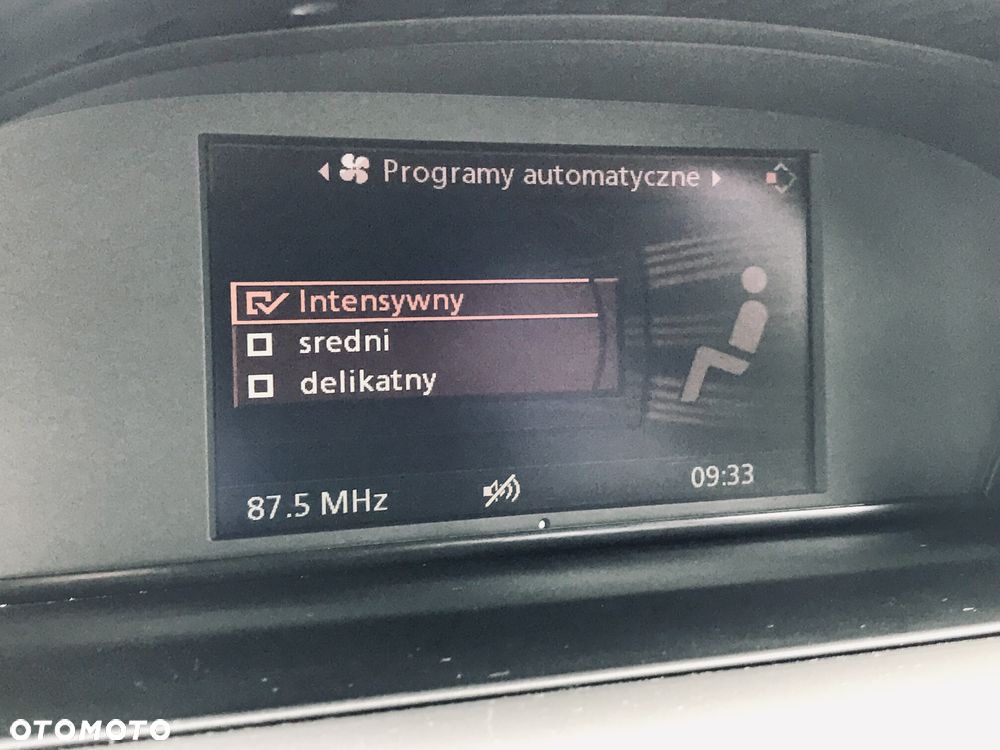 Programy automatyczne
Intensywny
sredni
delikatny
87.5 MHz
09:33
OTOMOTO